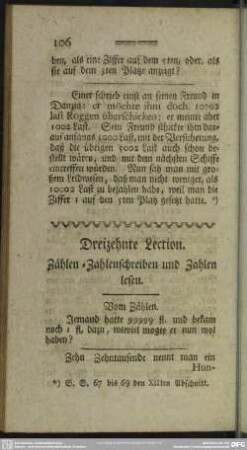 106
ben, als eine Ziffer auf dem 5ten; oder, als
sie auf dem 3ten Platze anzeigt?
Einer schrieb einst an seinen Freund in
Danzig: er möchte ihm doch 10002
last Roggen überschicken; er meinte aber
1002 Last. Sein Freund schickte ihm dar-
auf anfangs 5000 Last, mit der Versicherung,
daß die übrigen 5002 Last auch schon be-
stellt wären, und mit dem nächsten Schiffe
eintreffen würden. Nun sah man mit gro-
ßem Leidwesen, daß man nicht weniger, als
10002 Last zu bezahlen habe, weil man die
Ziffer 1 auf den 5ten Platz gesetzt hatte. *)
Dreizehnte Lection.
Zählen, Zahlenschreiben und Zahlen
lesen.
Vom Zählen.
Jemand hatte 99999 fl. und bekam
noch 1 fl. dazu, wieviel mogte er nun wol
haben?
Zehn Zehntausende nennt man ein
Hun-
*) S. S. 67 bis 69 den XIIten Abschnitt.